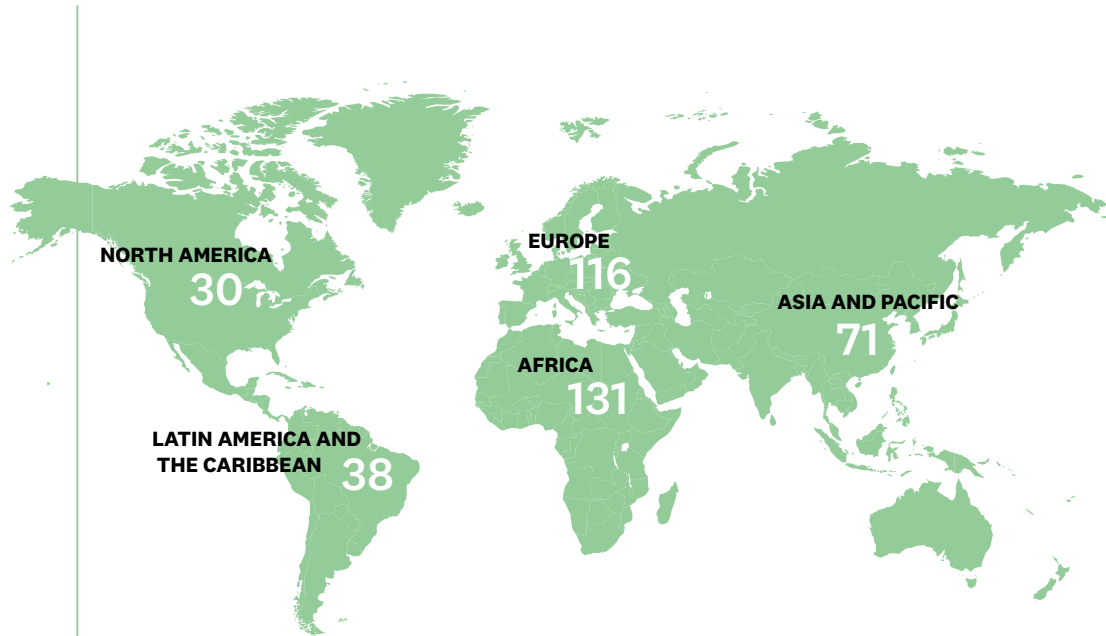 NORTH AMERICA
30
EUROPE
116
ASIA AND PACIFIC
71
AFRICA
131
LATIN AMERICA AND
THE CARIBBEAN
38